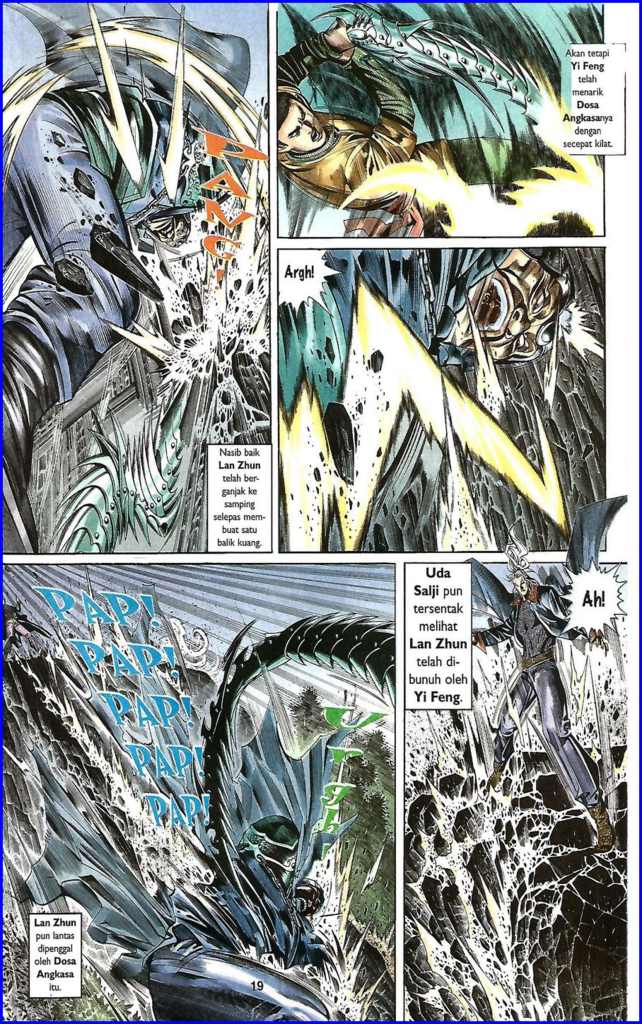 PANG!
Nasib baik
Lan Zhun
telah ber-
ganjak ke
samping
selepas mem-
buat satu
balik kuang.
Akan tetapi
Yi Feng
telah
menarik
Dosa
Angkasanya
dengan
secepat kilat.
Argh!
PAP!
PAP!
PAP!
PAP!
PAP!
Urgh!
Lan Zhun
pun lantas
dipenggal
oleh Dosa
Angkasa
itu.
Uda
Salji pun
tersentak
melihat
Lan Zhun
telah di-
bunuh oleh
Yi Feng.
Ah!
19